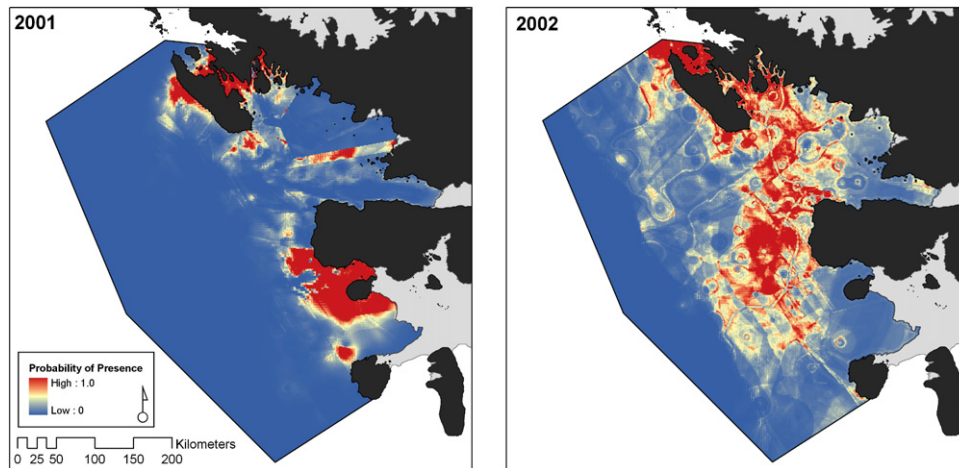 2001
2002
Probability of Presence
High : 1.0
Low : 0
Kilometers
0 25 50 100 150 200